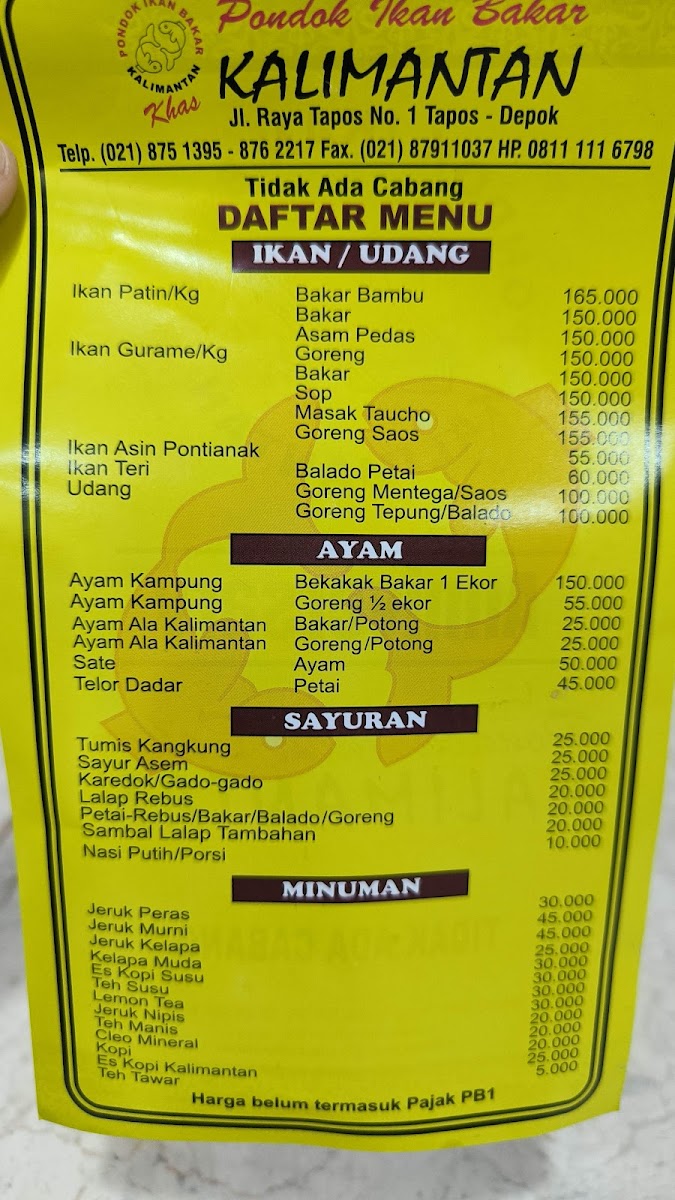 PONDOK IKAN BAKAR
KALIMANTAN
Khas
Pondok Ikan Bakar
KALIMANTAN
Jl. Raya Tapos No. 1 Tapos - Depok
Telp. (021) 875 1395 - 876 2217 Fax. (021) 87911037 HP. 0811 111 6798
Tidak Ada Cabang
DAFTAR MENU
IKAN / UDANG
Ikan Patin/Kg Bakar Bambu 165.000
Bakar 150.000
Asam Pedas 150.000
Ikan Gurame/Kg Goreng 150.000
Bakar 150.000
Sop 150.000
Masak Taucho 155.000
Goreng Saos 155.000
Ikan Asin Pontianak 55.000
Ikan Teri Balado Petai 60.000
Udang Goreng Mentega/Saos 100.000
Goreng Tepung/Balado 100.000
AYAM
Ayam Kampung Bekakak Bakar 1 Ekor 150.000
Ayam Kampung Goreng ½ ekor 55.000
Ayam Ala Kalimantan Bakar/Potong 25.000
Ayam Ala Kalimantan Goreng/Potong 25.000
Sate Ayam 50.000
Telor Dadar Petai 45.000
SAYURAN
Tumis Kangkung 25.000
Sayur Asem 25.000
Karedok/Gado-gado 25.000
Lalap Rebus 20.000
Petai-Rebus/Bakar/Balado/Goreng 20.000
Sambal Lalap Tambahan 20.000
Nasi Putih/Porsi 10.000
MINUMAN
Jeruk Peras 30.000
Jeruk Murni 45.000
Jeruk Kelapa 45.000
Kelapa Muda 25.000
Es Kopi Susu 30.000
Teh Susu 30.000
Lemon Tea 30.000
Jeruk Nipis 30.000
Teh Manis 20.000
Cleo Mineral 20.000
Kopi 20.000
Es Kopi Kalimantan 25.000
Teh Tawar 5.000
Harga belum termasuk Pajak PB1